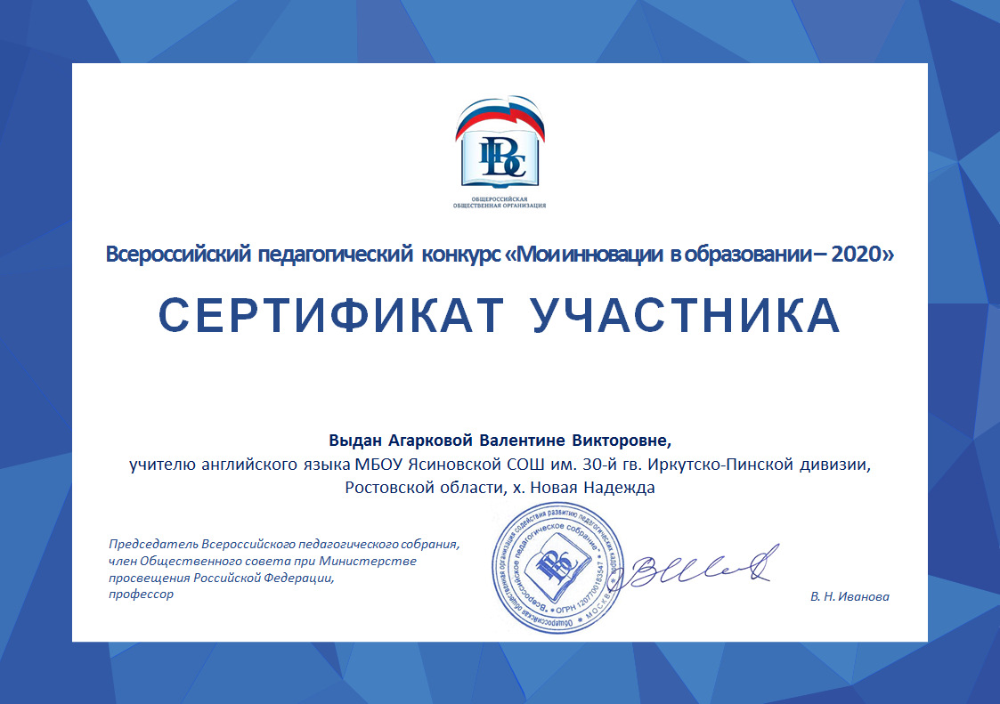 ВПС
ОБЩЕРОССИЙСКАЯ
ОБЩЕСТВЕННАЯ ОРГАНИЗАЦИЯ
Всероссийский педагогический конкурс «Мои инновации в образовании – 2020»
СЕРТИФИКАТ УЧАСТНИКА
Выдан Агарковой Валентине Викторовне,
учителю английского языка МБОУ Ясиновской СОШ им. 30-й гв. Иркутско-Пинской дивизии,
Ростовской области, х. Новая Надежда
Председатель Всероссийского педагогического собрания,
член Общественного совета при Министерстве
просвещения Российской Федерации,
профессор
Общероссийская общественная организация содействия развитию педагогических кадров * МОСКВА *
"Всероссийское педагогическое собрание" * ОГРН 1207700183547 *
В. Н. Иванова